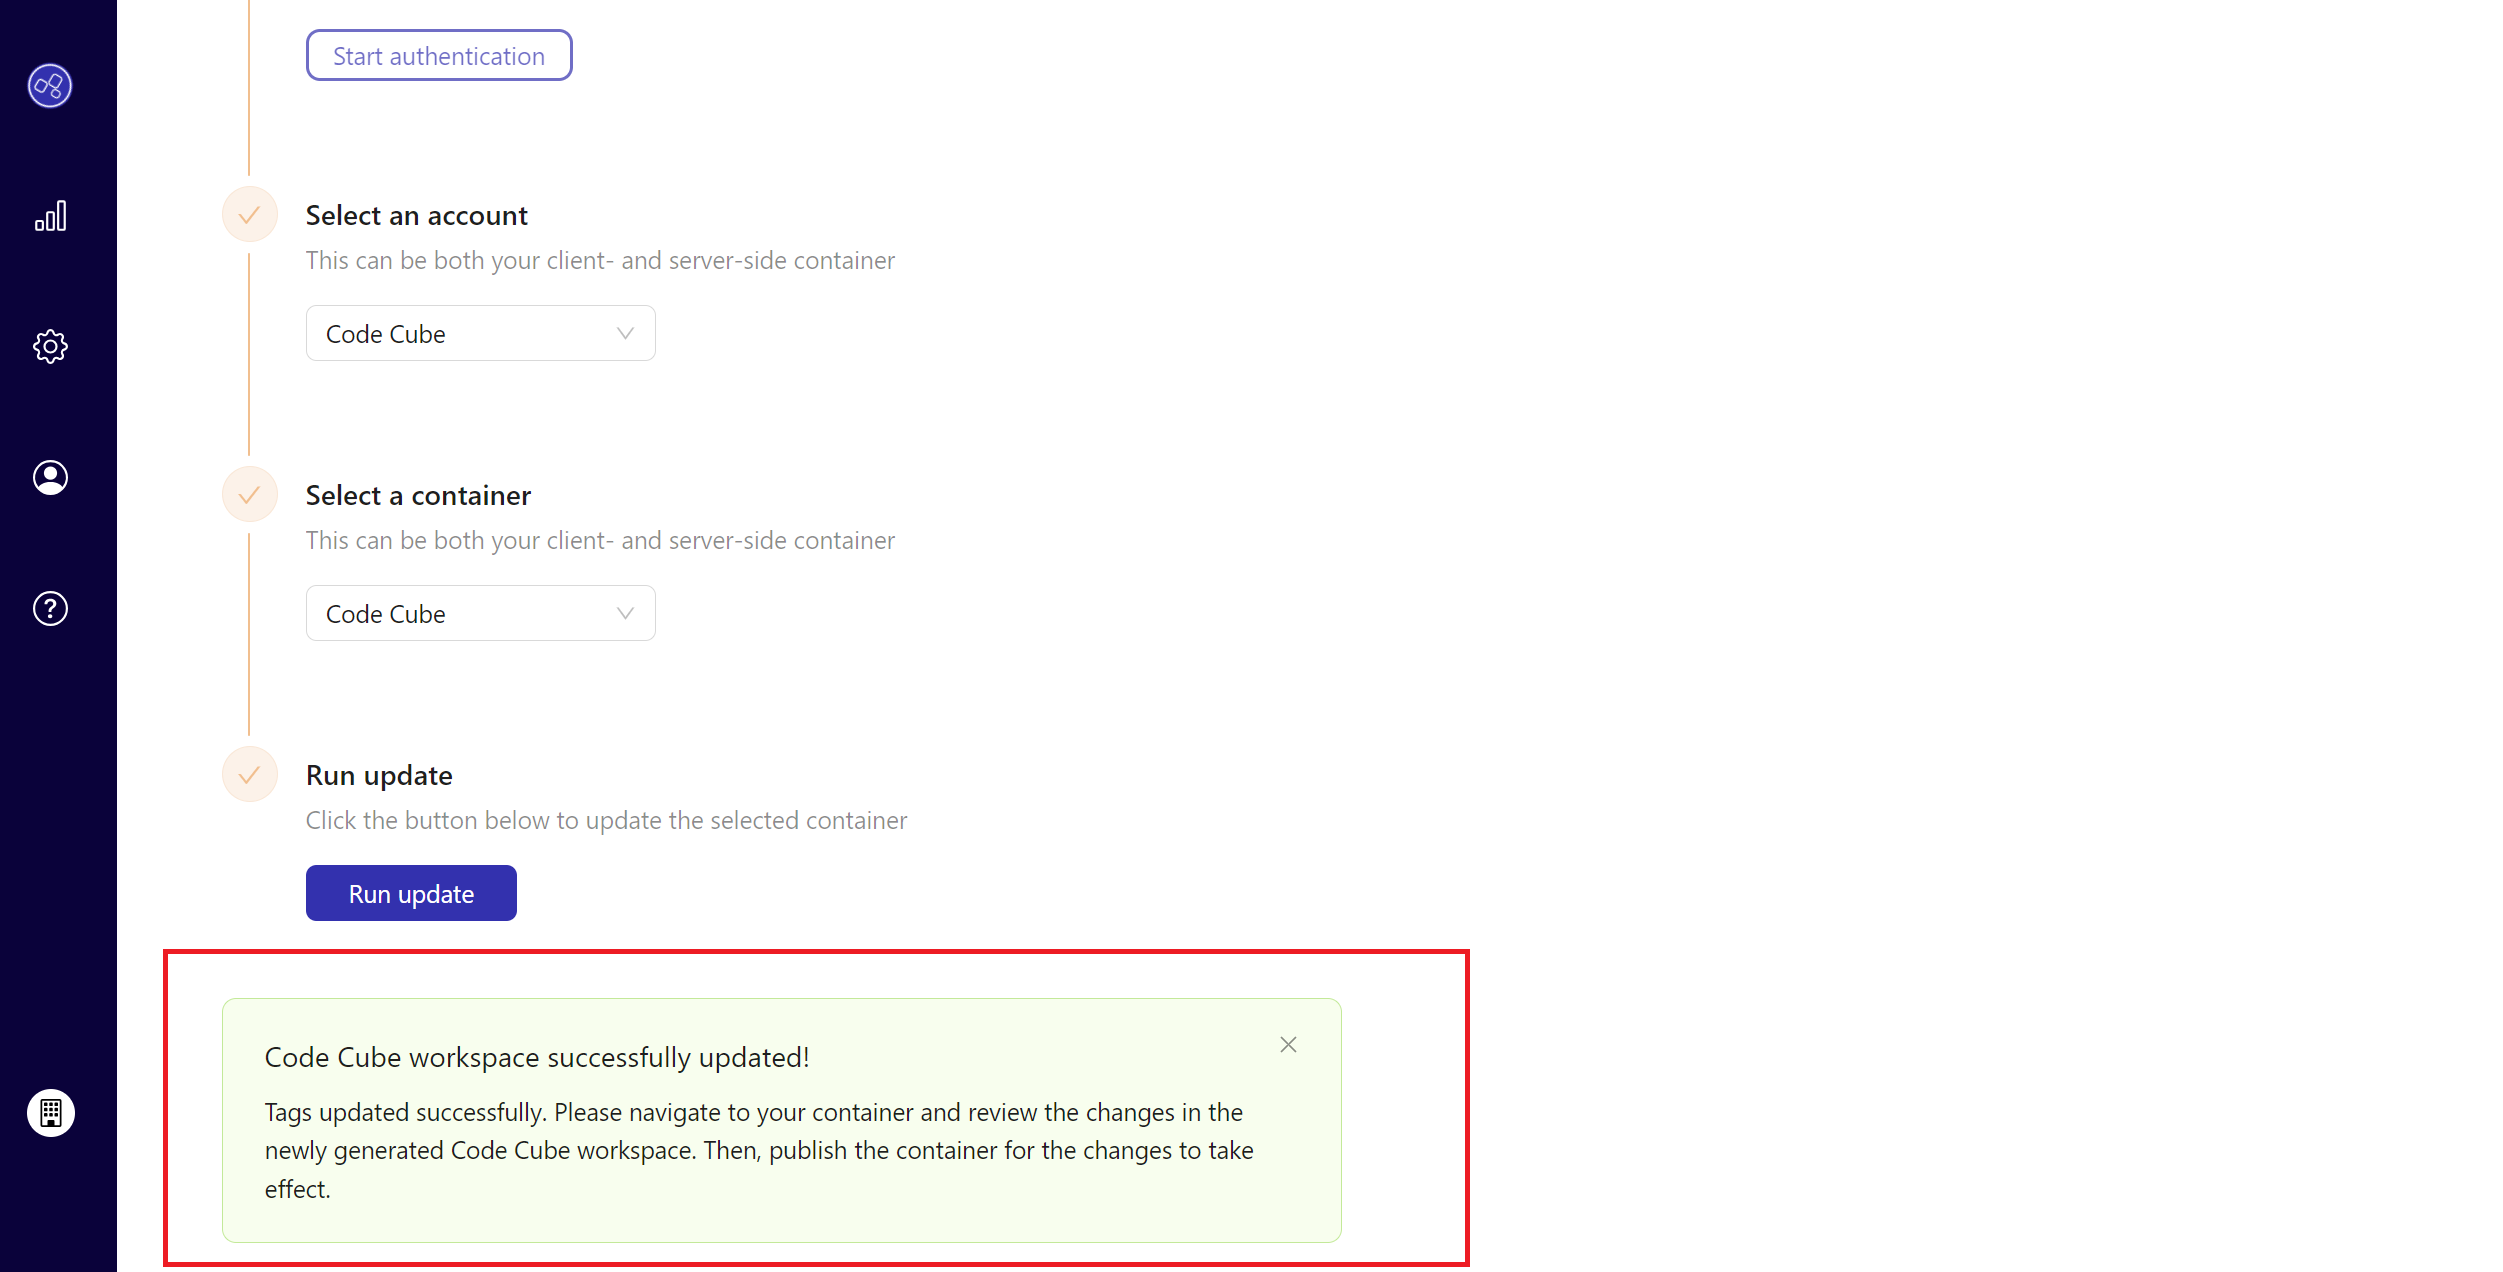 Start authentication
Select an account
This can be both your client- and server-side container
Code Cube
Select a container
This can be both your client- and server-side container
Code Cube
Run update
Click the button below to update the selected container
Run update
Code Cube workspace successfully updated!
Tags updated successfully. Please navigate to your container and review the changes in the
newly generated Code Cube workspace. Then, publish the container for the changes to take
effect.